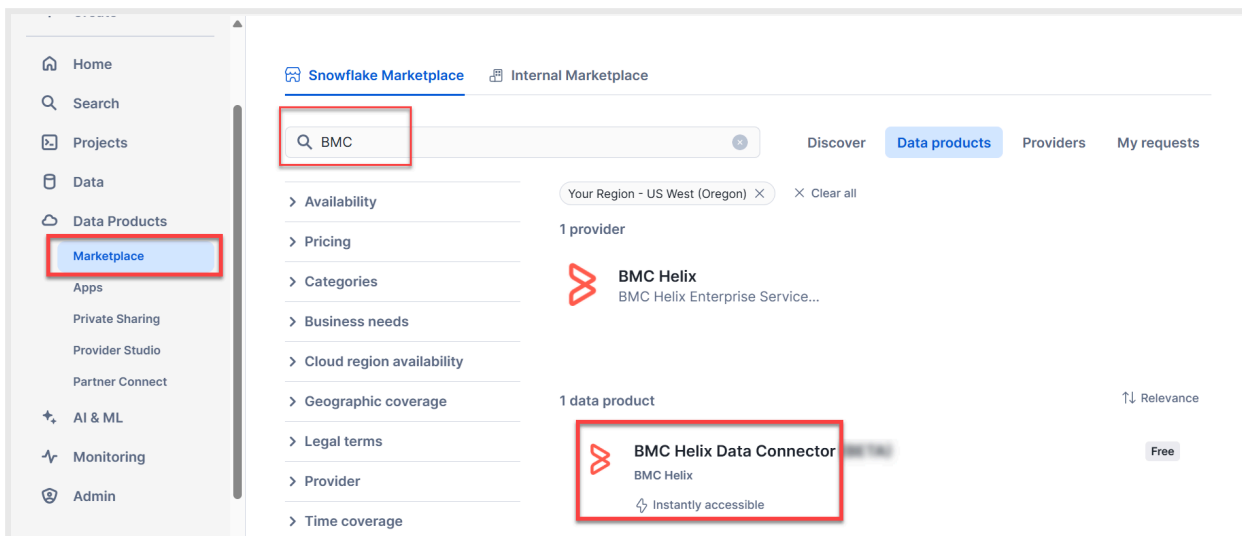 Home
Search
Projects
Data
Data Products
Marketplace
Apps
Private Sharing
Provider Studio
Partner Connect
AI & ML
Monitoring
Admin
Snowflake Marketplace
Internal Marketplace
BMC
Discover
Data products
Providers
My requests
Availability
Pricing
Categories
Business needs
Cloud region availability
Geographic coverage
Legal terms
Provider
Time coverage
Your Region - US West (Oregon)
Clear all
1 provider
BMC Helix
BMC Helix Enterprise Service...
1 data product
Relevance
BMC Helix Data Connector
Free
BMC Helix
Instantly accessible